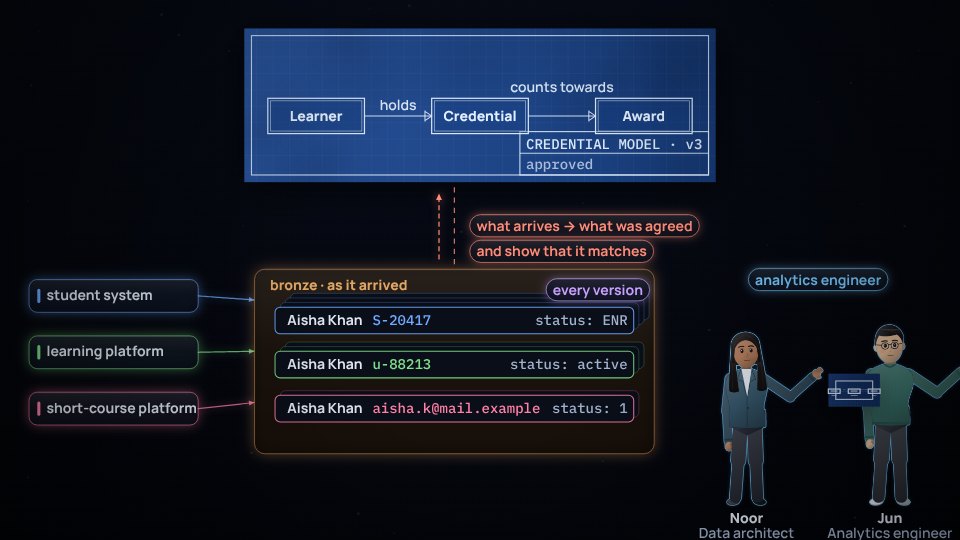 counts towards
Learner
holds
Credential
Award
CREDENTIAL MODEL · v3
approved
what arrives → what was agreed
and show that it matches
student system
learning platform
short-course platform
bronze · as it arrived
every version
Aisha Khan S-20417 status: ENR
Aisha Khan u-88213 status: active
Aisha Khan aisha.k@mail.example status: 1
analytics engineer
Noor
Data architect
Jun
Analytics engineer